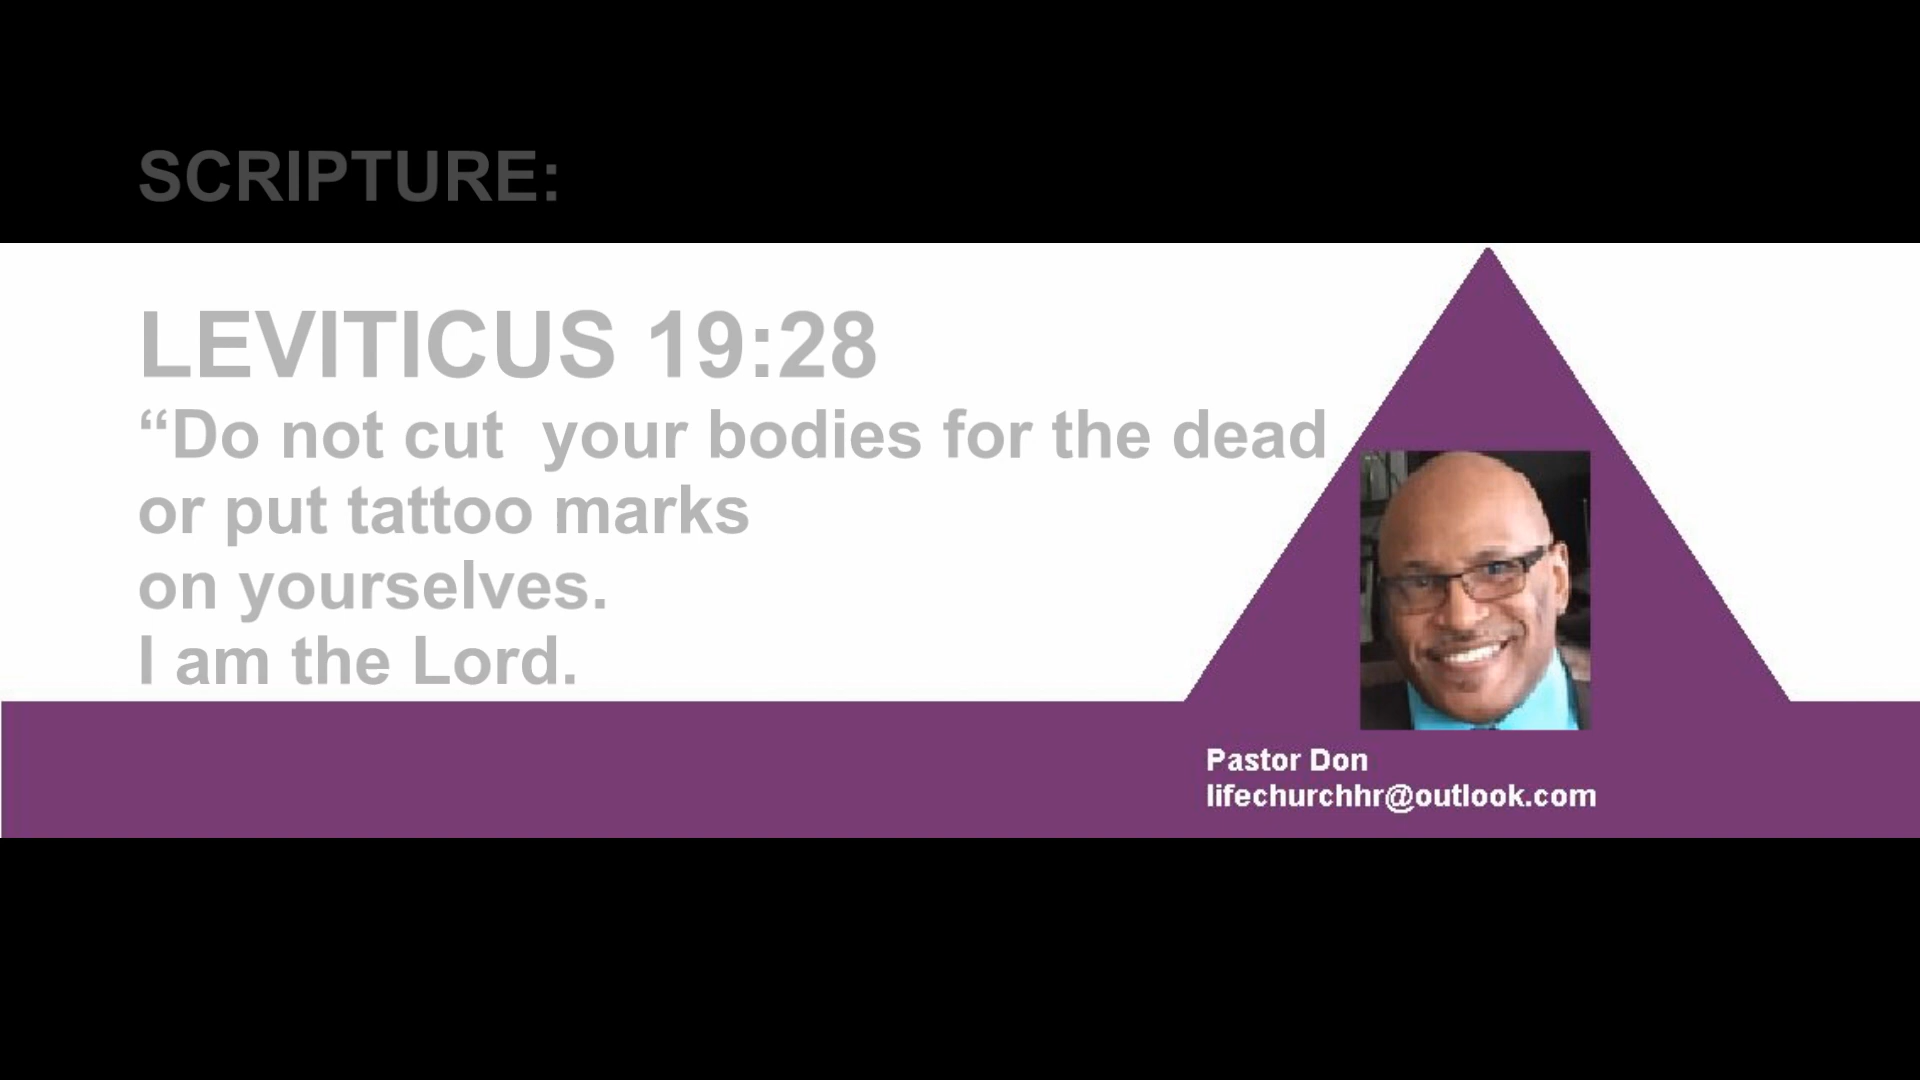 SCRIPTURE:
LEVITICUS 19:28
“Do not cut  your bodies for the dead
or put tattoo marks
on yourselves.
I am the Lord.
Pastor Don
lifechurchhr@outlook.com